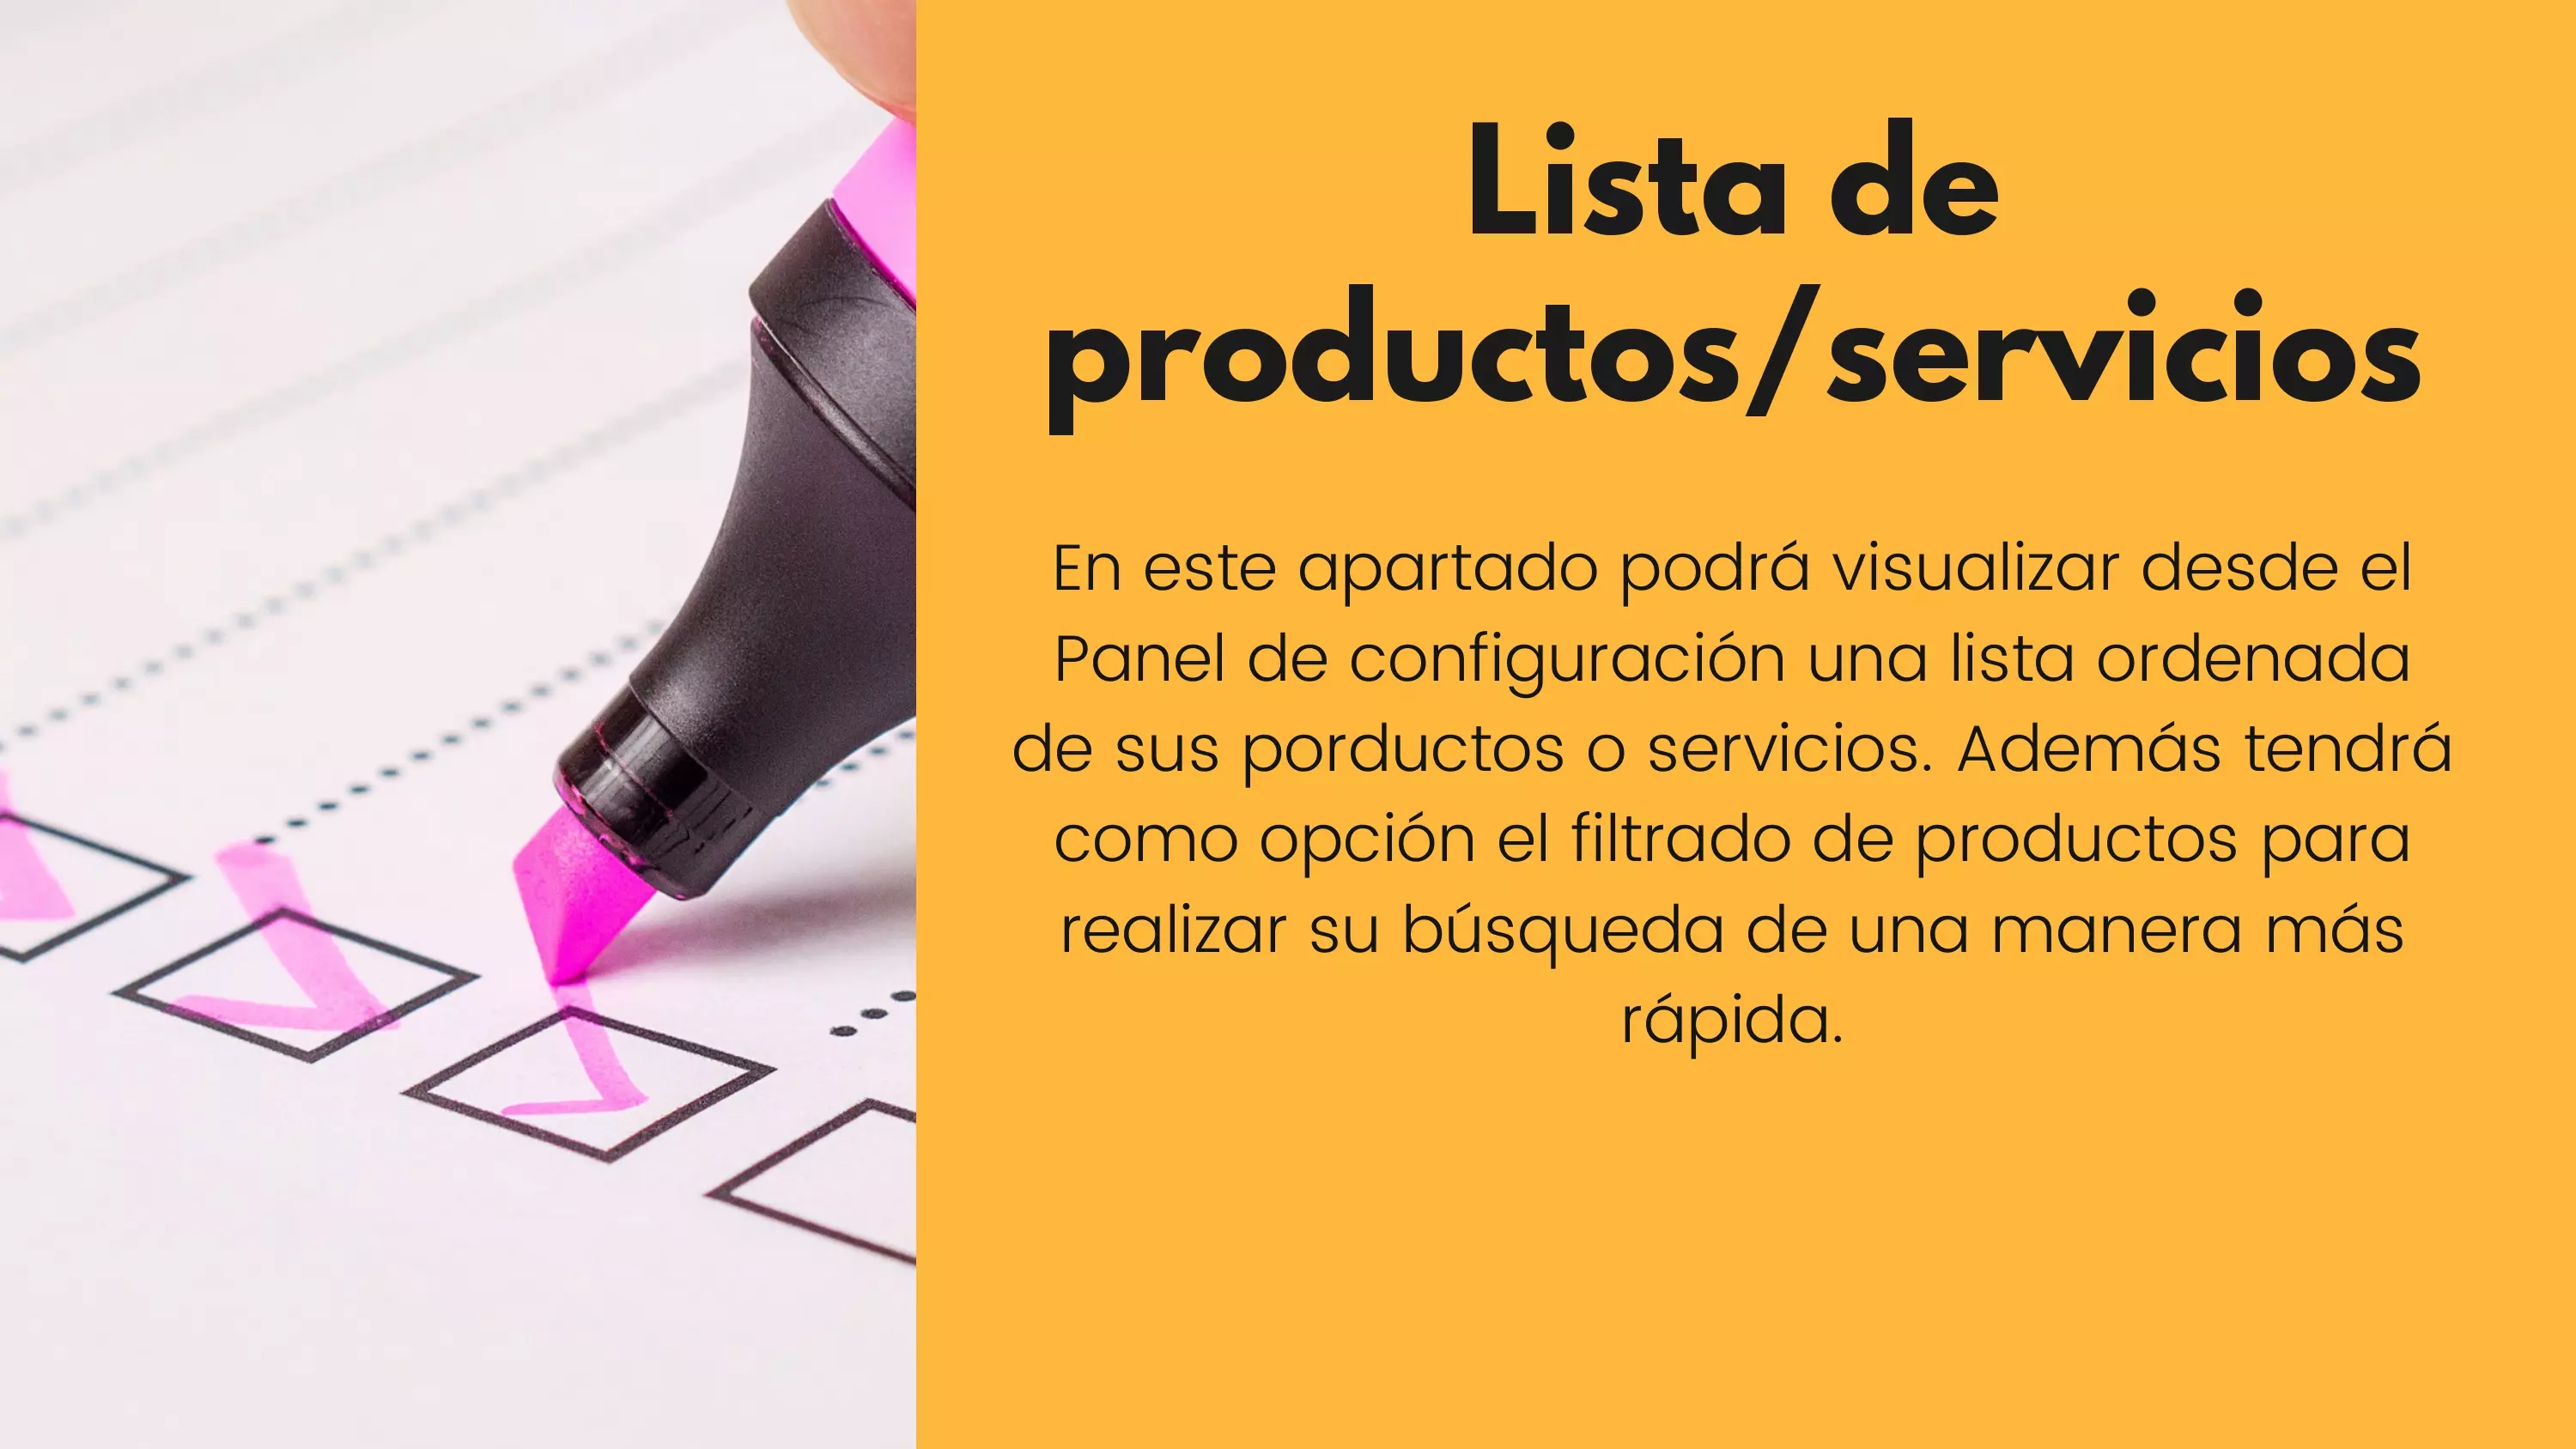 Lista de
productos/servicios
En este apartado podrá visualizar desde el
Panel de configuración una lista ordenada
de sus porductos o servicios. Además tendrá
como opción el filtrado de productos para
realizar su búsqueda de una manera más
rápida.